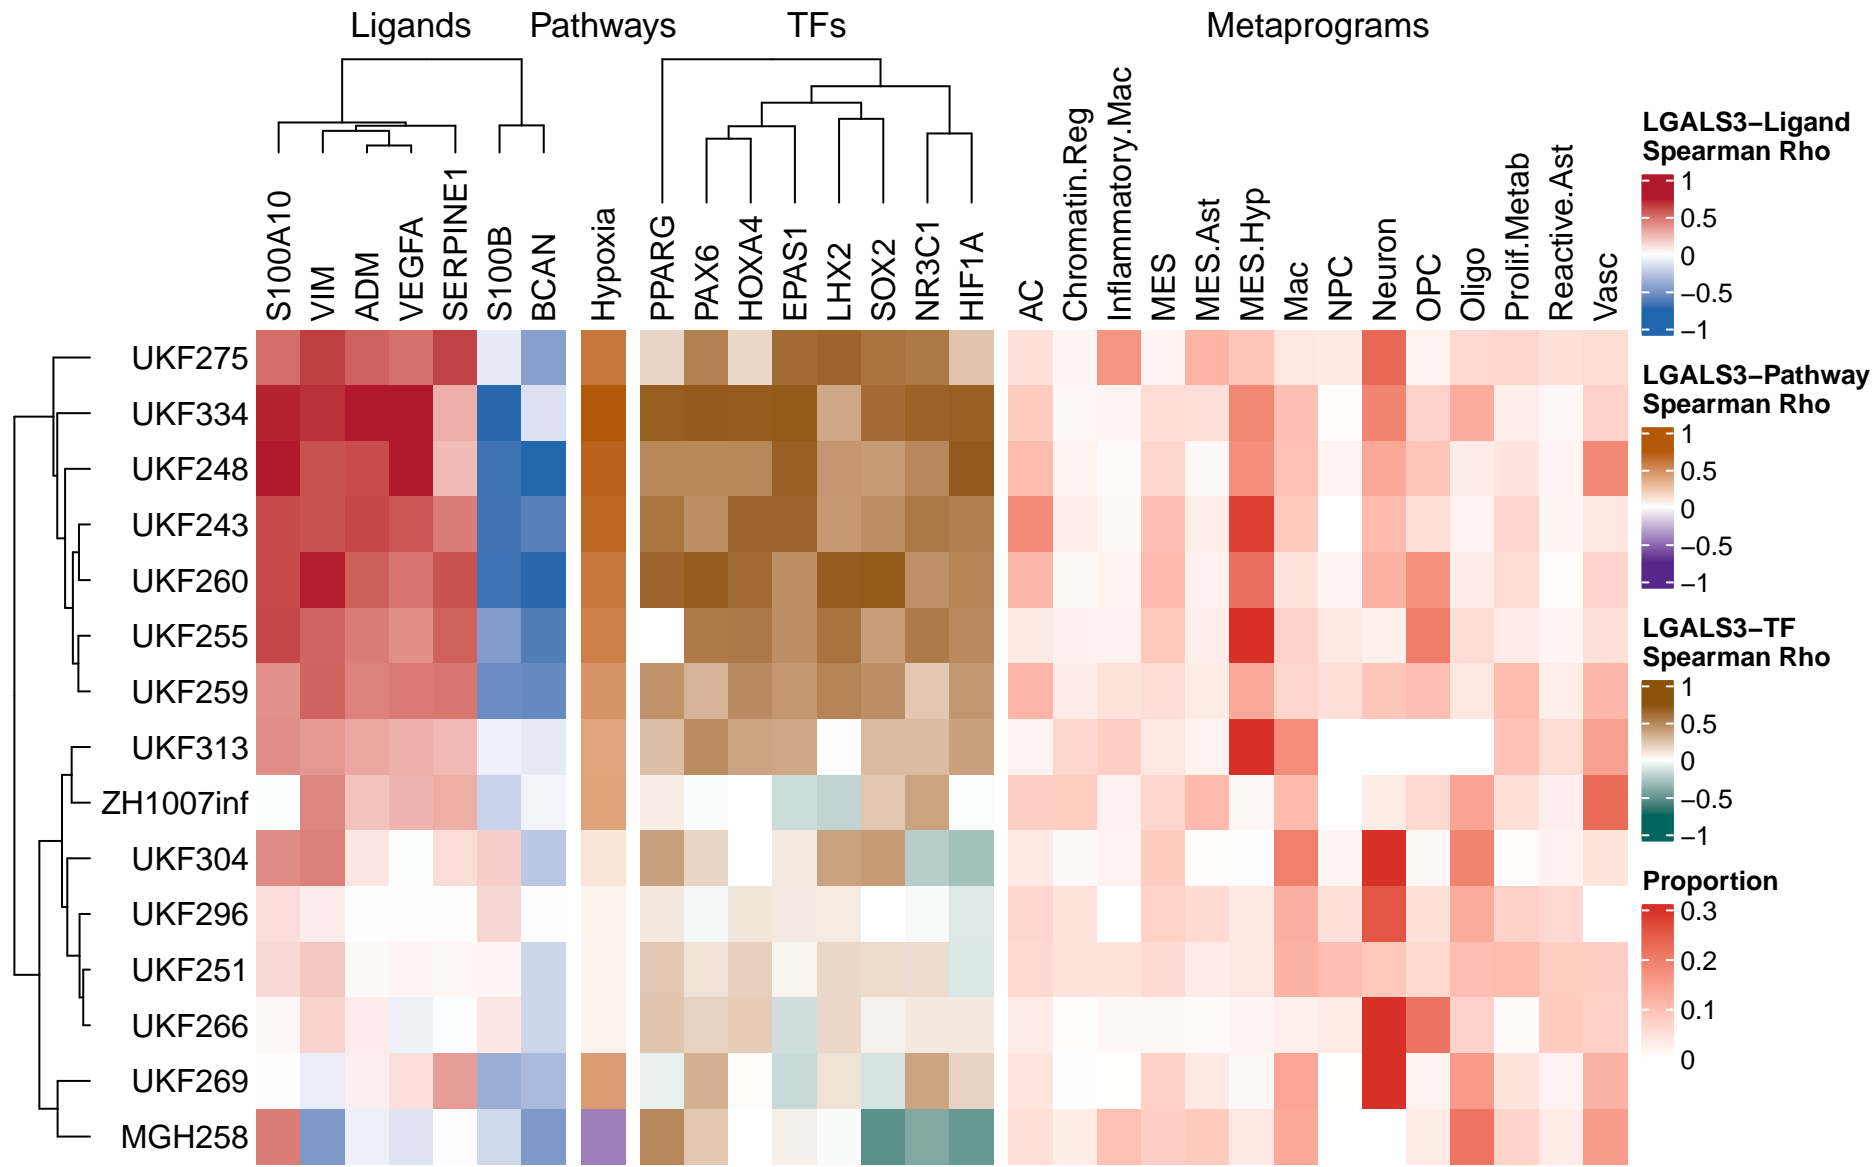 Ligands Pathways TFs Metaprograms
S100A10 VIM ADM VEGFA SERPINE1 S100B BCAN Hypoxia PPARG PAX6 HOXA4 EPAS1 LHX2 SOX2 NR3C1 HIF1A AC Chromatin.Reg Inflammatory.Mac MES MES.Ast MES.Hyp Mac NPC Neuron OPC Oligo Prolif.Metab Reactive.Ast Vasc
UKF275
UKF334
UKF248
UKF243
UKF260
UKF255
UKF259
UKF313
ZH1007inf
UKF304
UKF296
UKF251
UKF266
UKF269
MGH258
LGALS3−Ligand
Spearman Rho
1
0.5
0
−0.5
−1
LGALS3−Pathway
Spearman Rho
1
0.5
0
−0.5
−1
LGALS3−TF
Spearman Rho
1
0.5
0
−0.5
−1
Proportion
0.3
0.2
0.1
0